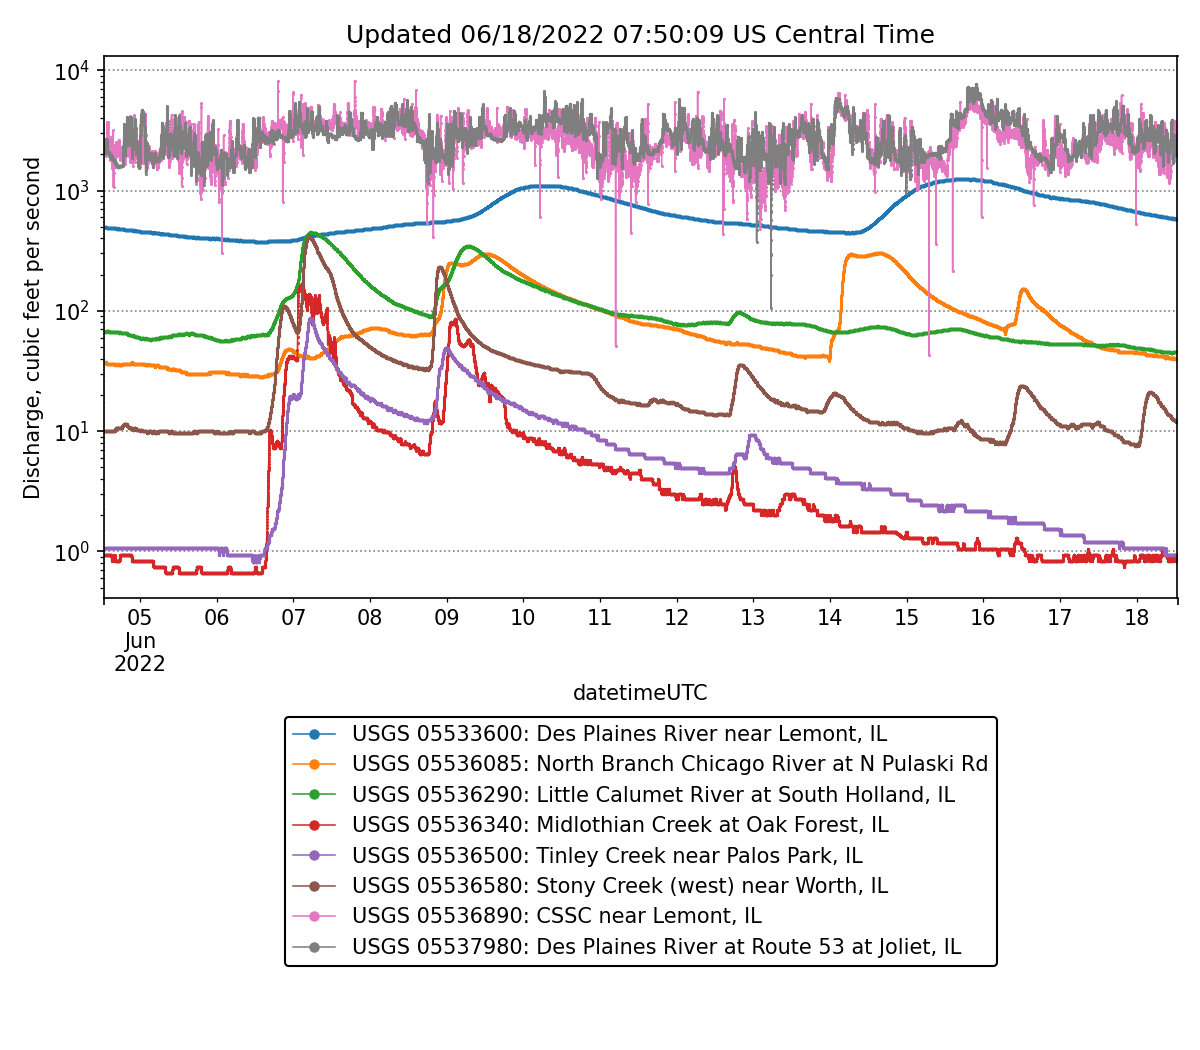 Updated 06/18/2022 07:50:09 US Central Time
Discharge, cubic feet per second
10^4
10^3
10^2
10^1
10^0
05 06 07 08 09 10 11 12 13 14 15 16 17 18
Jun
2022
datetimeUTC
USGS 05533600: Des Plaines River near Lemont, IL
USGS 05536085: North Branch Chicago River at N Pulaski Rd
USGS 05536290: Little Calumet River at South Holland, IL
USGS 05536340: Midlothian Creek at Oak Forest, IL
USGS 05536500: Tinley Creek near Palos Park, IL
USGS 05536580: Stony Creek (west) near Worth, IL
USGS 05536890: CSSC near Lemont, IL
USGS 05537980: Des Plaines River at Route 53 at Joliet, IL